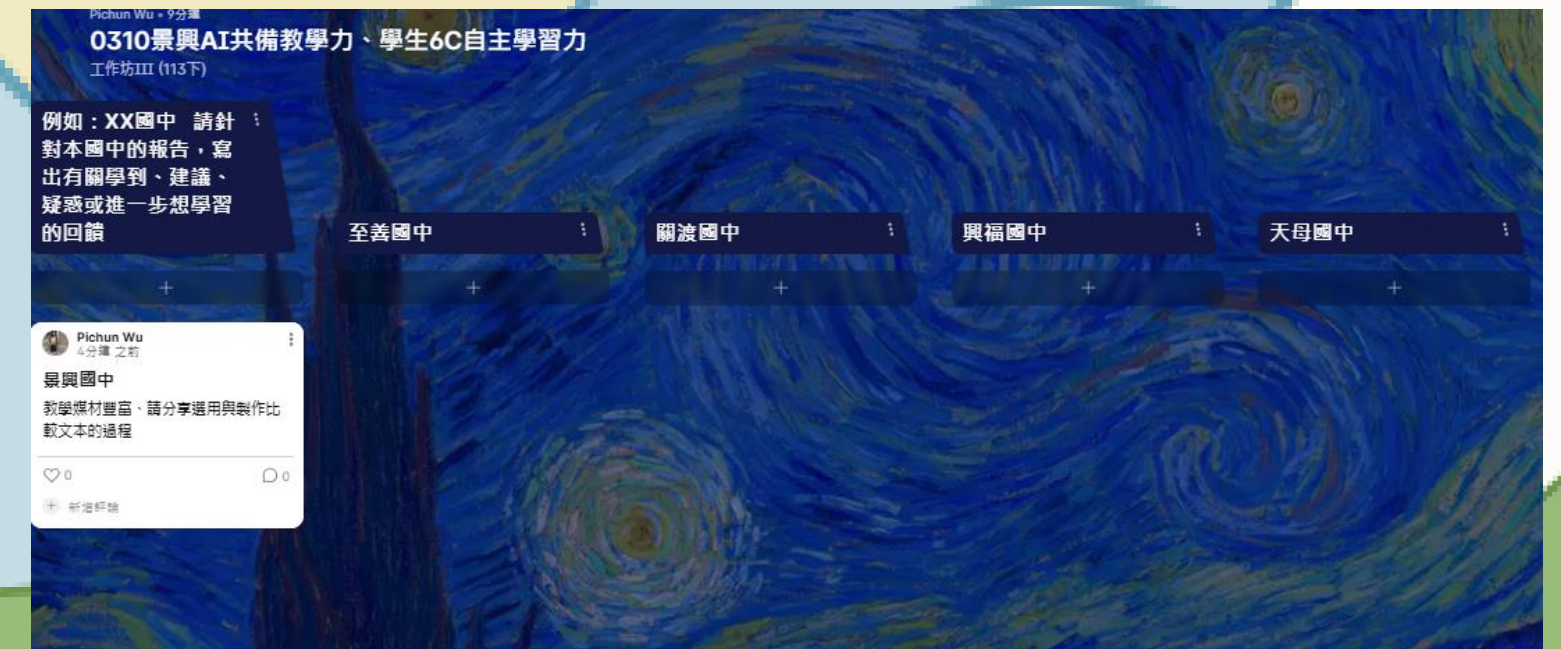 Pichun Wu • 9分鐘
0310景興AI共備教學力、學生6C自主學習力
工作坊III (113下)
例如：XX國中 請針
對本國中的報告，寫
出有關學到、建議、
疑惑或進一步想學習
的回饋
至善國中
關渡國中
興福國中
天母國中
Pichun Wu
4分鐘 之前
景興國中
教學媒材豐富、請分享選用與製作比
較文本的過程
0
0
新增評論